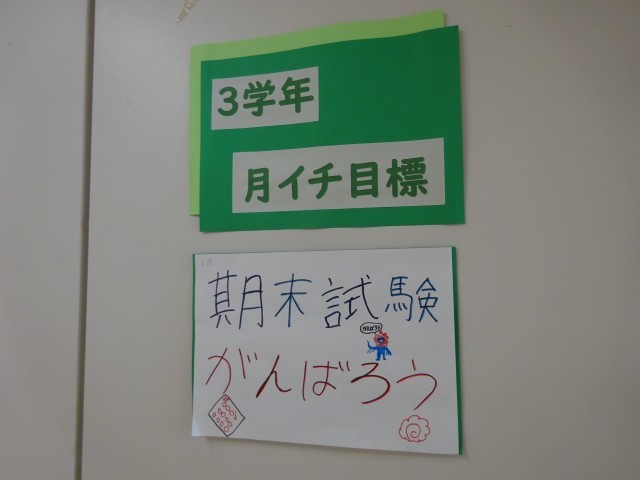 3学年
月イチ目標
期末試験
がんばろう